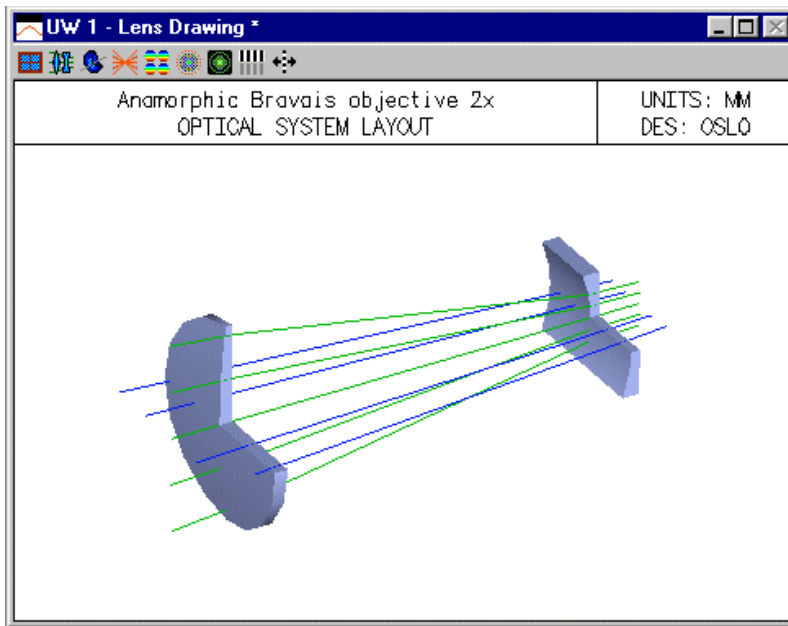 UW 1 - Lens Drawing *
Anamorphic Bravais objective 2x
OPTICAL SYSTEM LAYOUT
UNITS: MM
DES: OSLO